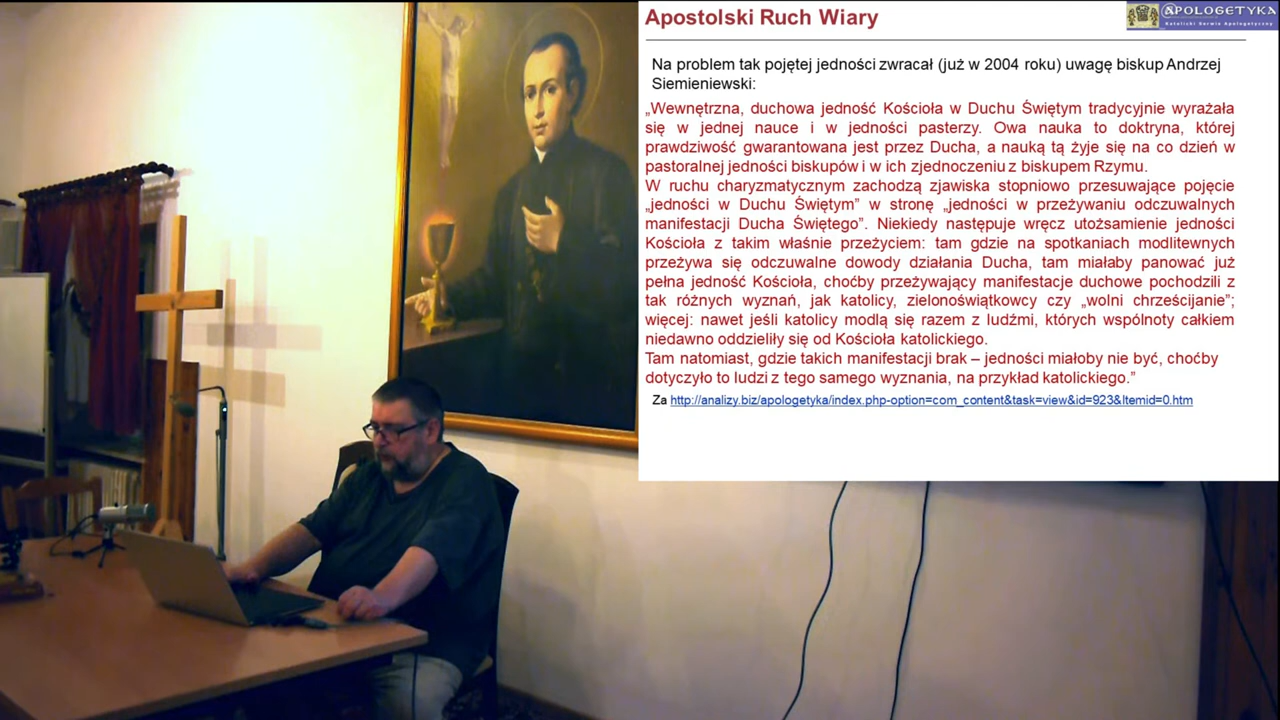 Apostolski Ruch Wiary
APOLOGETYKA
Katolicki Serwis Apologetyczny
Na problem tak pojętej jedności zwracał (już w 2004 roku) uwagę biskup Andrzej
Siemieniewski:
„Wewnętrzna, duchowa jedność Kościoła w Duchu Świętym tradycyjnie wyrażała
się w jednej nauce i w jedności pasterzy. Owa nauka to doktryna, której
prawdziwość gwarantowana jest przez Ducha, a nauką tą żyje się na co dzień w
pastoralnej jedności biskupów i w ich zjednoczeniu z biskupem Rzymu.
W ruchu charyzmatycznym zachodzą zjawiska stopniowo przesuwające pojęcie
„jedności w Duchu Świętym” w stronę „jedności w przeżywaniu odczuwalnych
manifestacji Ducha Świętego”. Niekiedy następuje wręcz utożsamienie jedności
Kościoła z takim właśnie przeżyciem: tam gdzie na spotkaniach modlitewnych
przeżywa się odczuwalne dowody działania Ducha, tam miałaby panować już
pełna jedność Kościoła, choćby przeżywający manifestacje duchowe pochodzili z
tak różnych wyznań, jak katolicy, zielonoświątkowcy czy „wolni chrześcijanie”;
więcej: nawet jeśli katolicy modlą się razem z ludźmi, których wspólnoty całkiem
niedawno oddzieliły się od Kościoła katolickiego.
Tam natomiast, gdzie takich manifestacji brak – jedności miałoby nie być, choćby
dotyczyło to ludzi z tego samego wyznania, na przykład katolickiego.”
Za http://analizy.biz/apologetyka/index.php-option=com_content&task=view&id=923&Itemid=0.htm